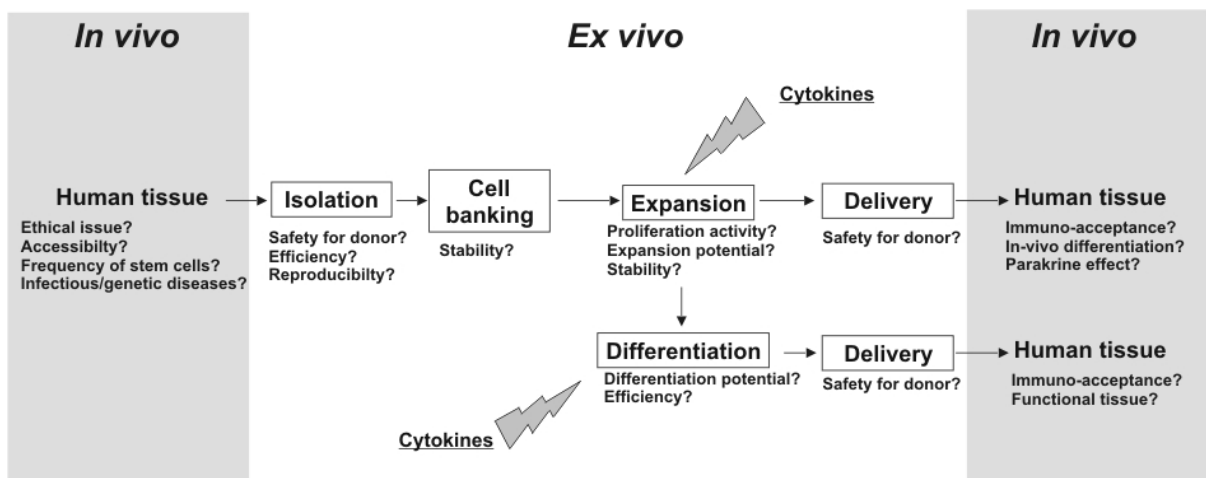 In vivo
Ex vivo
In vivo
Cytokines
Human tissue
Ethical issue?
Accessibilty?
Frequency of stem cells?
Infectious/genetic diseases?
Isolation
Safety for donor?
Efficiency?
Reproducibilty?
Cell
banking
Stability?
Expansion
Proliferation activity?
Expansion potential?
Stability?
Delivery
Safety for donor?
Human tissue
Immuno-acceptance?
In-vivo differentiation?
Parakrine effect?
Differentiation
Differentiation potential?
Efficiency?
Delivery
Safety for donor?
Human tissue
Immuno-acceptance?
Functional tissue?
Cytokines